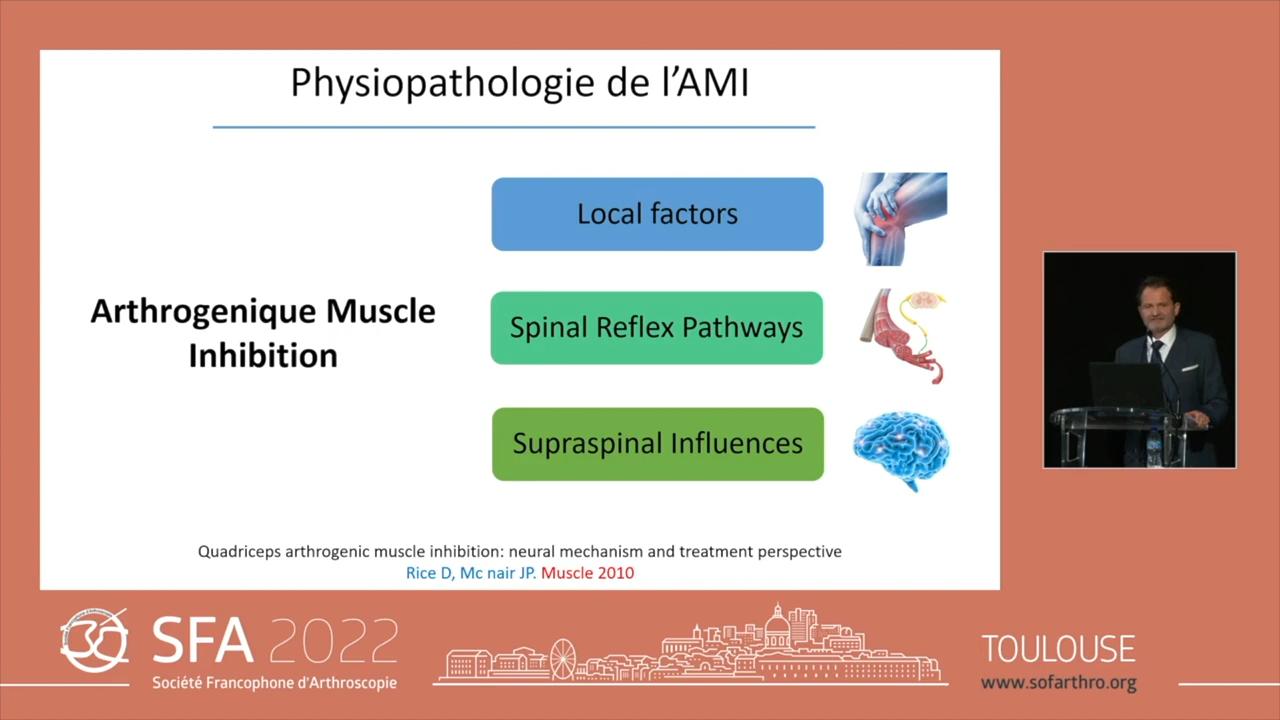 Physiopathologie de l'AMI
Local factors
Arthrogenique Muscle
Inhibition
Spinal Reflex Pathways
Supraspinal Influences
Quadriceps arthrogenic muscle inhibition: neural mechanism and treatment perspective
Rice D, Mc nair JP. Muscle 2010
30
SFA 2022
Société Francophone d'Arthroscopie
TOULOUSE
www.sofarthro.org